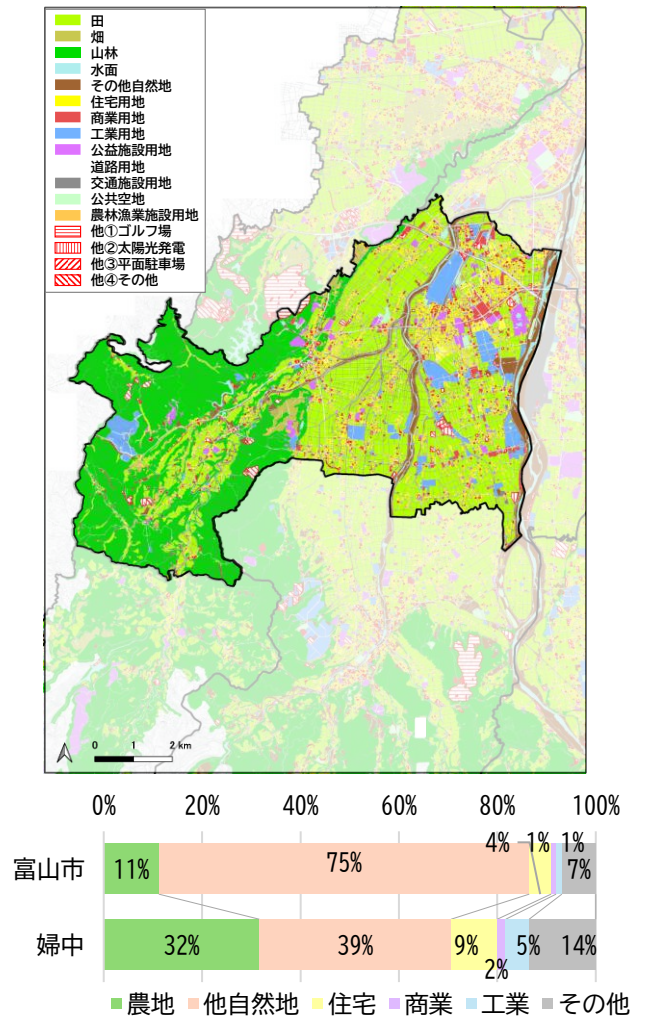 田
畑
山林
水面
その他自然地
住宅用地
商業用地
工業用地
公益施設用地
道路用地
交通施設用地
公共空地
農林漁業施設用地
他①ゴルフ場
他②太陽光発電
他③平面駐車場
他④その他
0 1 2 km
0% 20% 40% 60% 80% 100%
富山市 11% 75% 4% 1% 1% 7%
婦中 32% 39% 9% 2% 5% 14%
農地 他自然地 住宅 商業 工業 その他